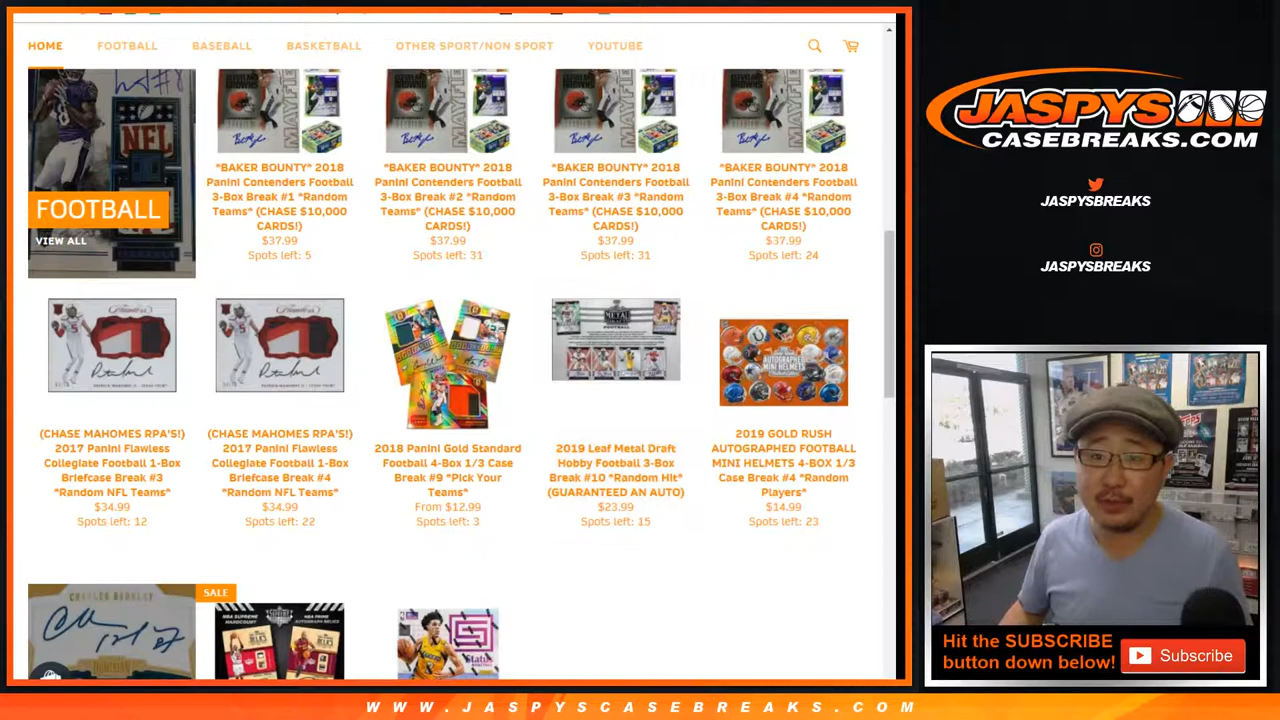 HOME FOOTBALL BASEBALL BASKETBALL OTHER SPORT/NON SPORT YOUTUBE
NFL
FOOTBALL
VIEW ALL
*BAKER BOUNTY* 2018
Panini Contenders Football
3-Box Break #1 *Random
Teams* (CHASE $10,000
CARDS!)
$37.99
Spots left: 5
*BAKER BOUNTY* 2018
Panini Contenders Football
3-Box Break #2 *Random
Teams* (CHASE $10,000
CARDS!)
$37.99
Spots left: 31
*BAKER BOUNTY* 2018
Panini Contenders Football
3-Box Break #3 *Random
Teams* (CHASE $10,000
CARDS!)
$37.99
Spots left: 31
*BAKER BOUNTY* 2018
Panini Contenders Football
3-Box Break #4 *Random
Teams* (CHASE $10,000
CARDS!)
$37.99
Spots left: 24
(CHASE MAHOMES RPA'S!)
2017 Panini Flawless
Collegiate Football 1-Box
Briefcase Break #3
*Random NFL Teams*
$34.99
Spots left: 12
(CHASE MAHOMES RPA'S!)
2017 Panini Flawless
Collegiate Football 1-Box
Briefcase Break #4
*Random NFL Teams*
$34.99
Spots left: 22
2018 Panini Gold Standard
Football 4-Box 1/3 Case
Break #9 *Pick Your
Teams*
From $12.99
Spots left: 3
2019 Leaf Metal Draft
Hobby Football 3-Box
Break #10 *Random Hit*
(GUARANTEED AN AUTO)
$23.99
Spots left: 15
AUTOGRAPHED
MINI HELMETS
2019 GOLD RUSH
AUTOGRAPHED FOOTBALL
MINI HELMETS 4-BOX 1/3
Case Break #4 *Random
Players*
$14.99
Spots left: 23
SALE
Status
JASPYS
CASEBREAKS.COM
JASPYSBREAKS
JASPYSBREAKS
TOPPS
Hit the SUBSCRIBE
button down below!
Subscribe
WWW.JASPYSCASEBREAKS.COM